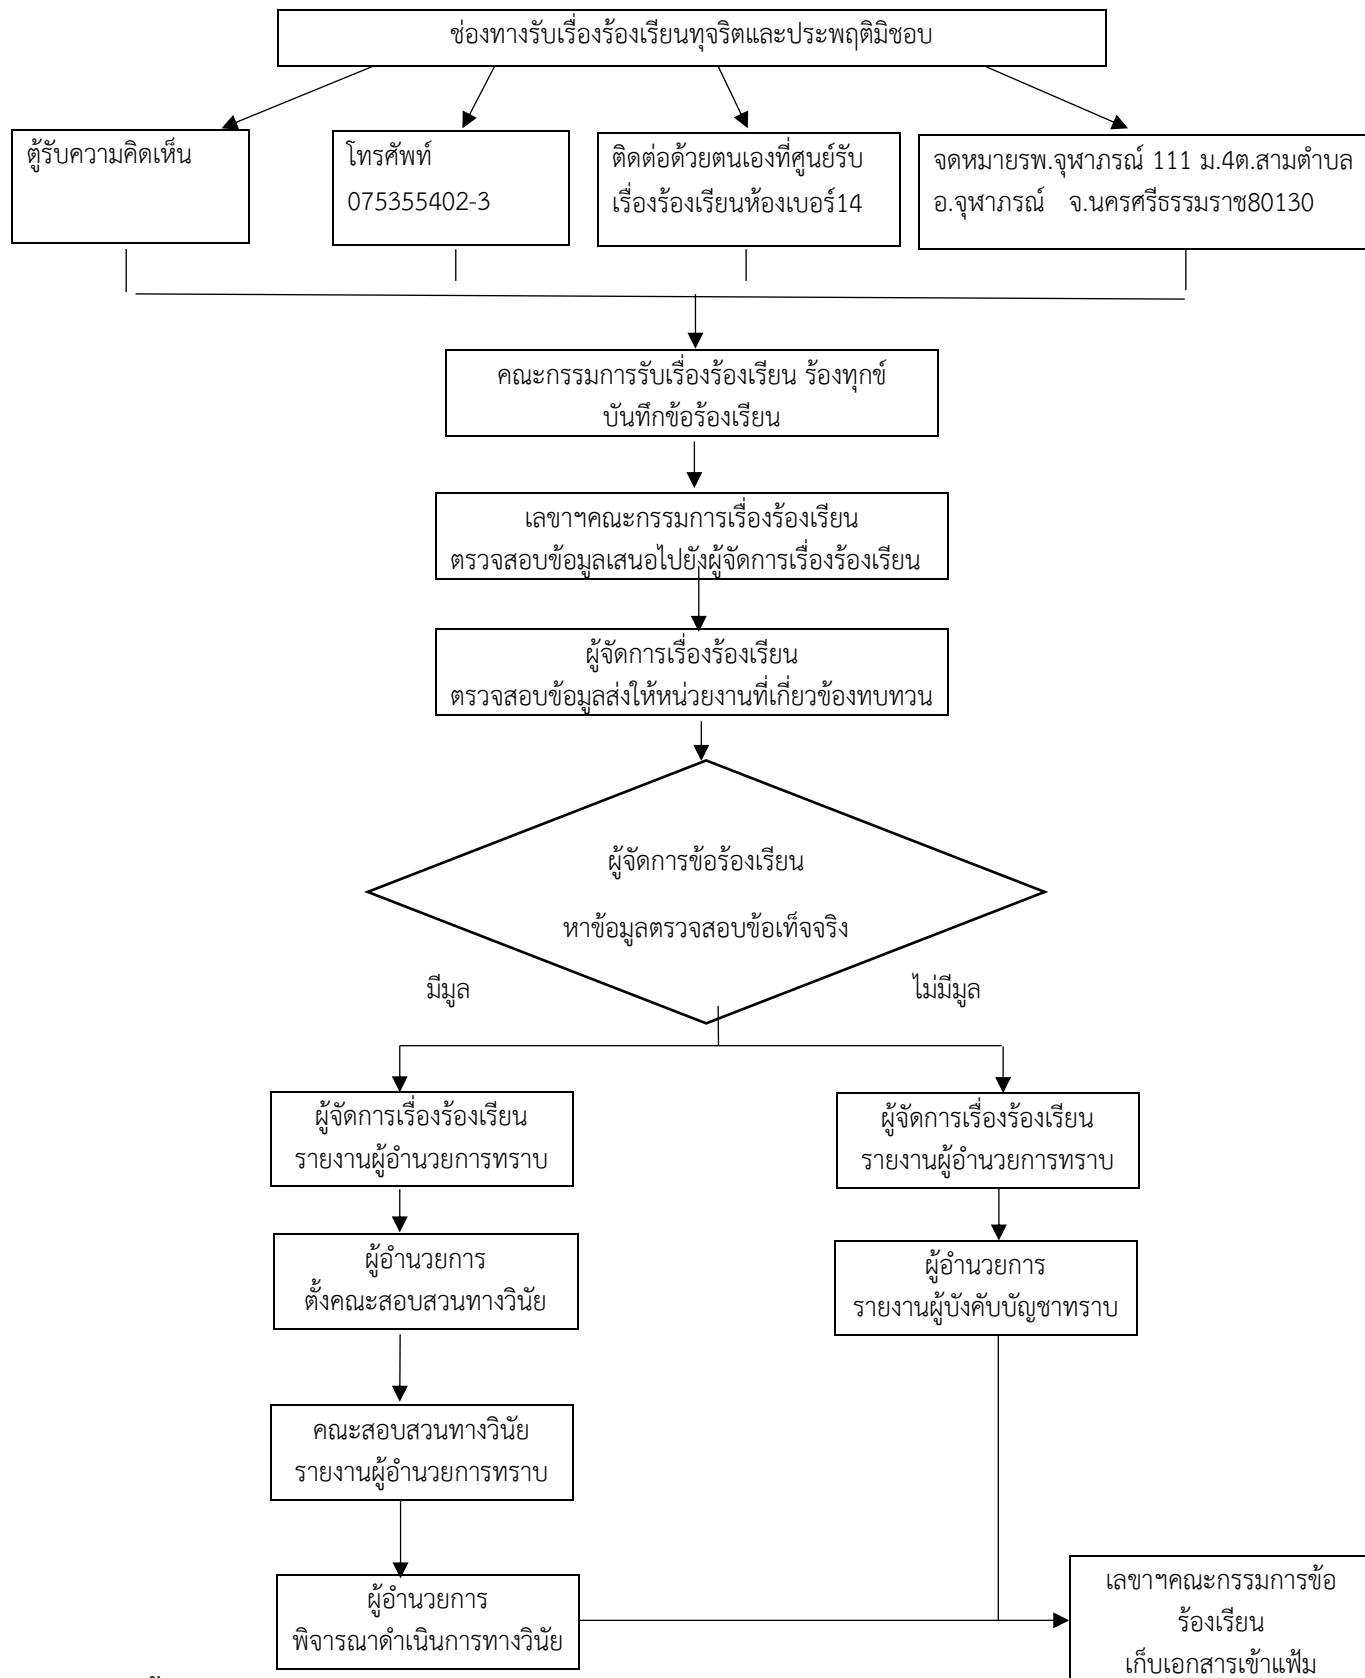 ช่องทางรับเรื่องร้องเรียนทุจริตและประพฤติมิชอบ
ตู้รับความคิดเห็น
โทรศัพท์
075355402-3
ติดต่อด้วยตนเองที่ศูนย์รับ
เรื่องร้องเรียนห้องเบอร์14
จดหมายรพ.จุฬาภรณ์ 111 ม.4ต.สามตำบล
อ.จุฬาภรณ์ จ.นครศรีธรรมราช80130
คณะกรรมการรับเรื่องร้องเรียน ร้องทุกข์
บันทึกข้อร้องเรียน
เลขาฯคณะกรรมการเรื่องร้องเรียน
ตรวจสอบข้อมูลเสนอไปยังผู้จัดการเรื่องร้องเรียน
ผู้จัดการเรื่องร้องเรียน
ตรวจสอบข้อมูลส่งให้หน่วยงานที่เกี่ยวข้องทบทวน
ผู้จัดการข้อร้องเรียน
หาข้อมูลตรวจสอบข้อเท็จจริง
มีมูล
ไม่มีมูล
ผู้จัดการเรื่องร้องเรียน
รายงานผู้อำนวยการทราบ
ผู้จัดการเรื่องร้องเรียน
รายงานผู้อำนวยการทราบ
ผู้อำนวยการ
ตั้งคณะสอบสวนทางวินัย
ผู้อำนวยการ
รายงานผู้บังคับบัญชาทราบ
คณะสอบสวนทางวินัย
รายงานผู้อำนวยการทราบ
ผู้อำนวยการ
พิจารณาดำเนินการทางวินัย
เลขาฯคณะกรรมการข้อ
ร้องเรียน
เก็บเอกสารเข้าแฟ้ม